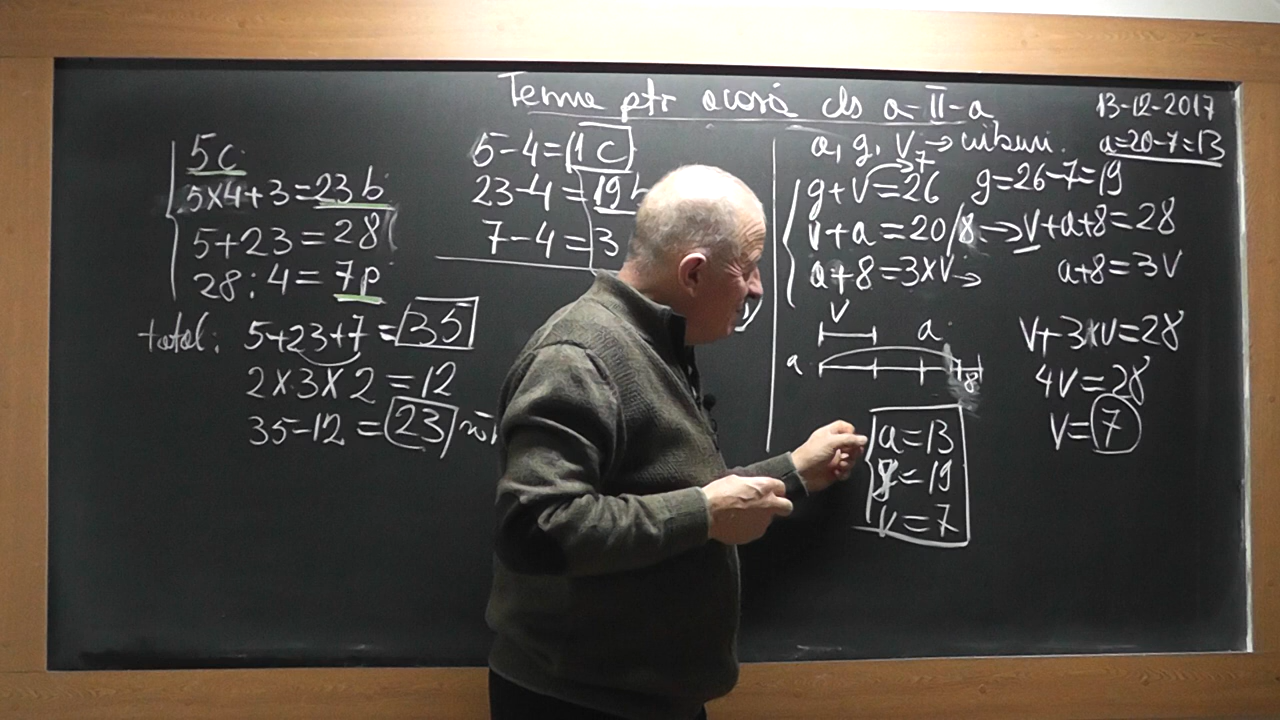 Teme ptr acasă cls a-II-a
13-12-2017
5c
5x4+3=23b
5+23=28
28:4=7p
total: 5+23+7=35
2x3x2=12
35-12=23
5-4=1c
23-4=19
7-4=3
a, g, v → cuburi.
a=20-7=13
7
g+v=26 g=26-7=19
v+a=20/8 → v+a+8=28
a+8=3xv → a+8=3v
v
a
a 8
v+3xv=28
4v=28
v=7
a=13
g=19
v=7